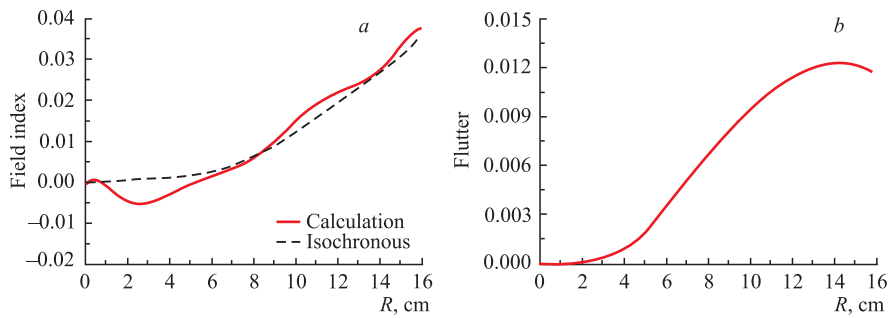 a
Field index
0.04
0.03
0.02
0.01
0.00
–0.01
–0.02
Calculation
Isochronous
0 2 4 6 8 10 12 14 16
R, cm
b
Flutter
0.015
0.012
0.009
0.006
0.003
0.000
0 2 4 6 8 10 12 14 16
R, cm